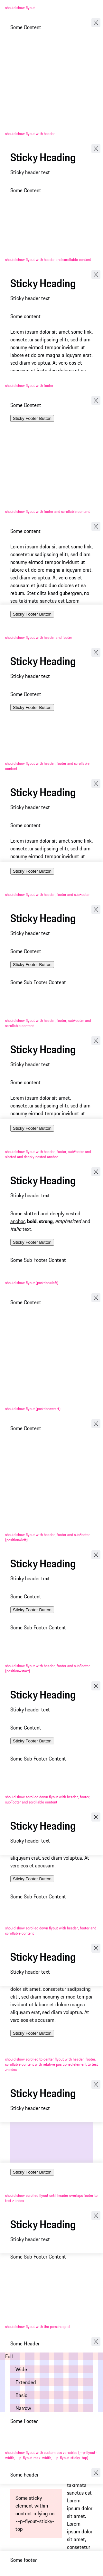 should show flyout
Some Content
should show flyout with header
Sticky Heading
Sticky header text
Some Content
should show flyout with header and scrollable content
Sticky Heading
Sticky header text
Some content
Lorem ipsum dolor sit amet some link,
consetetur sadipscing elitr, sed diam
nonumy eirmod tempor invidunt ut
labore et dolore magna aliquyam erat,
sed diam voluptua. At vero eos et
should show flyout with footer
Some Content
Sticky Footer Button
should show flyout with footer and scrollable content
Some content
Lorem ipsum dolor sit amet some link,
consetetur sadipscing elitr, sed diam
nonumy eirmod tempor invidunt ut
labore et dolore magna aliquyam erat,
sed diam voluptua. At vero eos et
accusam et justo duo dolores et ea
rebum. Stet clita kasd gubergren, no
sea takimata sanctus est Lorem
Sticky Footer Button
should show flyout with header and footer
Sticky Heading
Sticky header text
Some Content
Sticky Footer Button
should show flyout with header, footer and scrollable
content
Sticky Heading
Sticky header text
Some content
Lorem ipsum dolor sit amet some link,
consetetur sadipscing elitr, sed diam
nonumy eirmod tempor invidunt ut
Sticky Footer Button
should show flyout with header, footer and subFooter
Sticky Heading
Sticky header text
Some Content
Sticky Footer Button
Some Sub Footer Content
should show flyout with header, footer, subFooter and
scrollable content
Sticky Heading
Sticky header text
Some content
Lorem ipsum dolor sit amet,
consetetur sadipscing elitr, sed diam
nonumy eirmod tempor invidunt ut
Sticky Footer Button
should show flyout with header, footer, subFooter and
slotted and deeply nested anchor
Sticky Heading
Sticky header text
Some slotted and deeply nested
anchor, bold, strong, emphasized and
italic text.
Sticky Footer Button
Some Sub Footer Content
should show flyout (position=left)
Some Content
should show flyout (position=start)
Some Content
should show flyout with header, footer and subFooter
(position=left)
Sticky Heading
Sticky header text
Some Content
Sticky Footer Button
Some Sub Footer Content
should show flyout with header, footer and subFooter
(position=start)
Sticky Heading
Sticky header text
Some Content
Sticky Footer Button
Some Sub Footer Content
should show scrolled down flyout with header, footer,
subFooter and scrollable content
Sticky Heading
Sticky header text
aliquyam erat, sed diam voluptua. At
vero eos et accusam.
Sticky Footer Button
Some Sub Footer Content
should show scrolled down flyout with header, footer and
scrollable content
Sticky Heading
Sticky header text
dolor sit amet, consetetur sadipscing
elitr, sed diam nonumy eirmod tempor
invidunt ut labore et dolore magna
aliquyam erat, sed diam voluptua. At
vero eos et accusam.
Sticky Footer Button
should show scrolled to center flyout with header, footer,
scrollable content with relative positioned element to test
z-index
Sticky Heading
Sticky header text
Sticky Footer Button
should show scrolled flyout until header overlaps footer to
test z-index
Sticky Heading
Sticky header text
Some Sub Footer Content
should show flyout with the porsche grid
Some Header
Full
Wide
Extended
Basic
Narrow
Some Footer
Some header
takimata
sanctus est
Lorem
ipsum dolor
sit amet.
Lorem
ipsum dolor
sit amet,
consetetur
Some sticky
element within
content relying on
--p-flyout-sticky-
top
Some footer